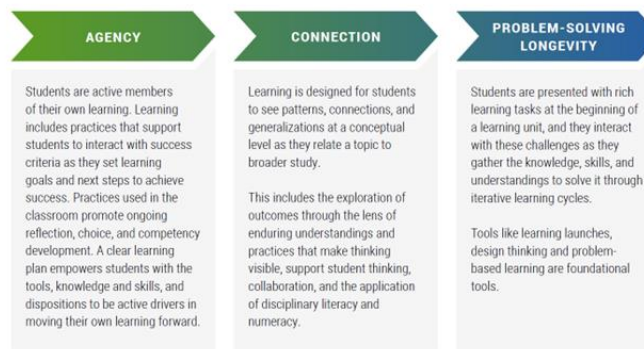 AGENCY
Students are active members
of their own learning. Learning
includes practices that support
students to interact with success
criteria as they set learning
goals and next steps to achieve
success. Practices used in the
classroom promote ongoing
reflection, choice, and competency
development. A clear learning
plan empowers students with the
tools, knowledge and skills, and
dispositions to be active drivers in
moving their own learning forward.
CONNECTION
Learning is designed for students
to see patterns, connections, and
generalizations at a conceptual
level as they relate a topic to
broader study.
This includes the exploration of
outcomes through the lens of
enduring understandings and
practices that make thinking
visible, support student thinking,
collaboration, and the application
of disciplinary literacy and
numeracy.
PROBLEM-SOLVING
LONGEVITY
Students are presented with rich
learning tasks at the beginning of
a learning unit, and they interact
with these challenges as they
gather the knowledge, skills, and
understandings to solve it through
iterative learning cycles.
Tools like learning launches,
design thinking and problem-
based learning are foundational
tools.